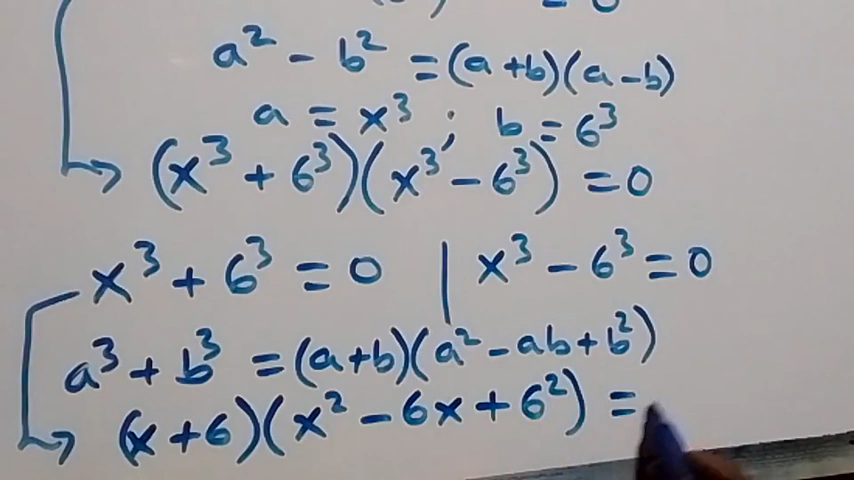 = 0
a² - b² = (a+b)(a-b)
a = x³ ; b = 6³
(x³ + 6³)(x³ - 6³) = 0
x³ + 6³ = 0 | x³ - 6³ = 0
a³ + b³ = (a+b)(a² - ab + b²)
(x+6)(x² - 6x + 6²) =